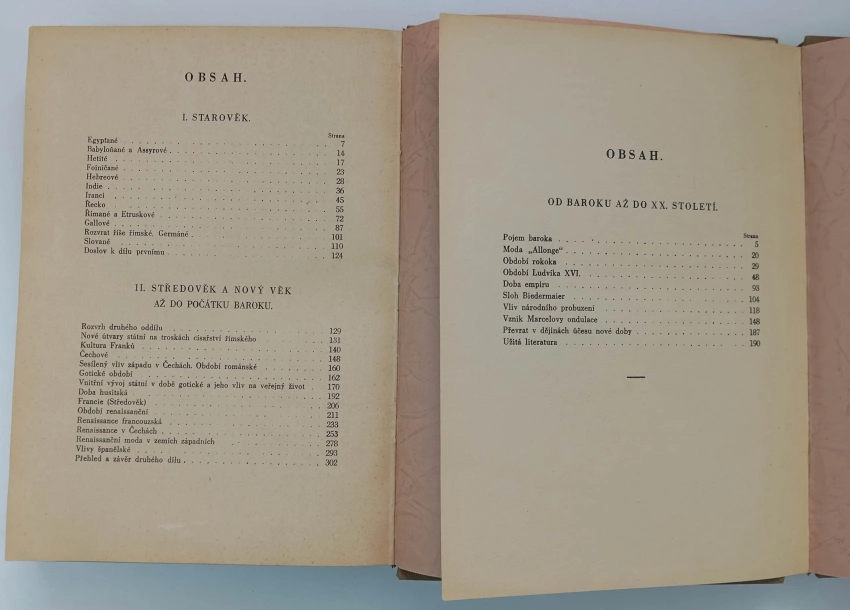 OBSAH.
I. STAROVĚK.
Strana
Egypťané 7
Babyloňané a Assyrové 14
Hetité 17
Foiničané 23
Hebreové 28
Indie 36
Iranci 45
Řecko 55
Římané a Etruskové 72
Gallové 87
Rozvrat říše římské. Germáné 101
Slované 110
Doslov k dílu prvnímu 124
II. STŘEDOVĚK A NOVÝ VĚK
AŽ DO POČÁTKU BAROKU.
Rozvrh druhého oddílu 129
Nové útvary státní na troskách císařství římského 131
Kultura Franků 140
Čechové 148
Sesílený vliv západu v Čechách. Období románské 160
Gotické období 162
Vnitřní vývoj státní v době gotické a jeho vliv na veřejný život 170
Doba husitská 192
Francie (Středověk) 206
Období renaissanční 211
Renaissance francouzská 233
Renaissance v Čechách 253
Renaissanční moda v zemích západních 278
Vlivy španělské 293
Přehled a závěr druhého dílu 302
OBSAH.
OD BAROKU AŽ DO XX. STOLETÍ.
Strana
Pojem baroka 5
Moda „Allonge" 20
Období rokoka 29
Období Ludvíka XVI. 48
Doba empiru 93
Sloh Biedermaier 104
Vliv národního probuzení 118
Vznik Marcelovy ondulace 148
Převrat v dějinách účesu nové doby 187
Užitá literatura 190